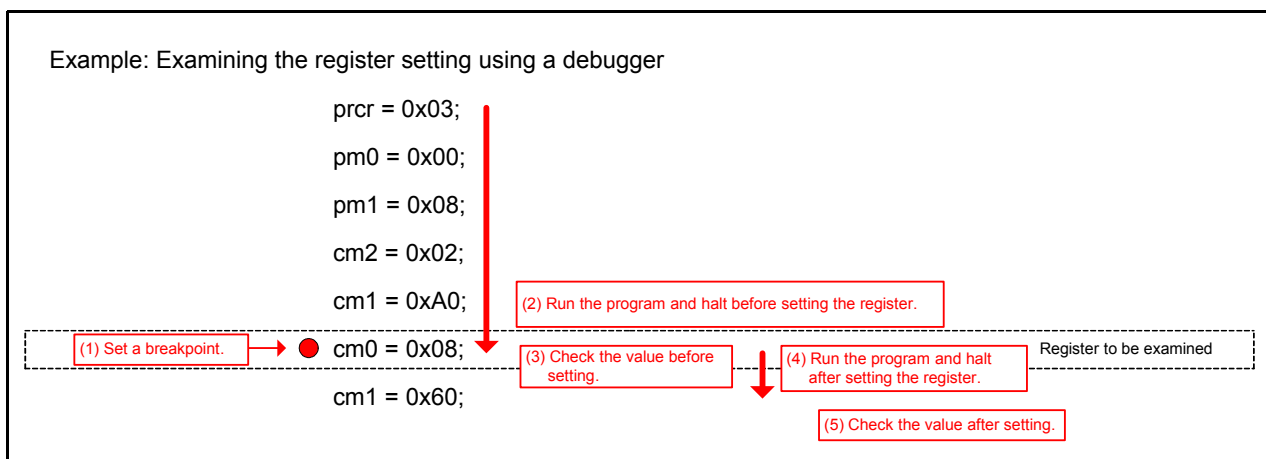 Example: Examining the register setting using a debugger
prcr = 0x03;
pm0 = 0x00;
pm1 = 0x08;
cm2 = 0x02;
cm1 = 0xA0;
(2) Run the program and halt before setting the register.
(1) Set a breakpoint.
cm0 = 0x08;
(3) Check the value before
setting.
(4) Run the program and halt
after setting the register.
Register to be examined
cm1 = 0x60;
(5) Check the value after setting.